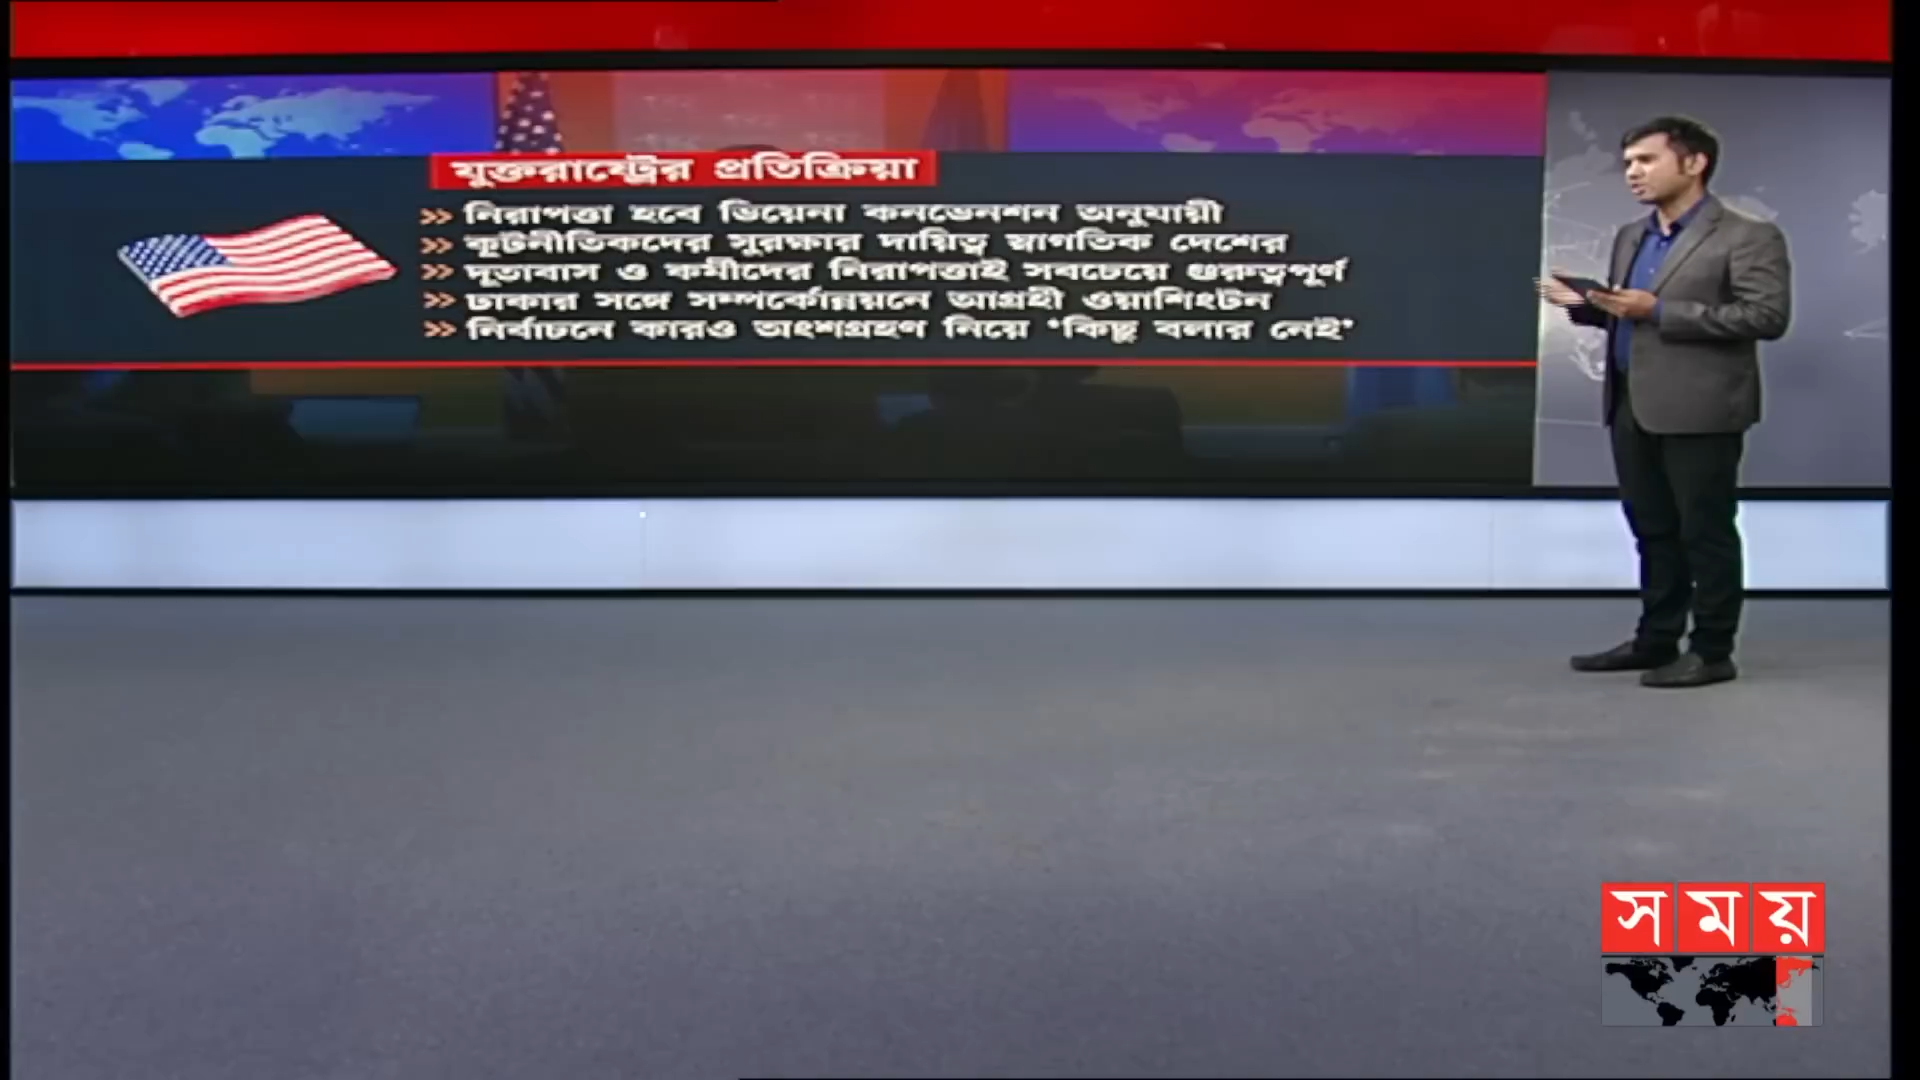 যুক্তরাষ্ট্রের প্রতিক্রিয়া
>> নিরাপত্তা হবে ভিয়েনা কনভেনশন অনুযায়ী
>> কূটনীতিকদের সুরক্ষার দায়িত্ব স্বাগতিক দেশের
>> দূতাবাস ও কর্মীদের নিরাপত্তাই সবচেয়ে গুরুত্বপূর্ণ
>> ঢাকার সঙ্গে সম্পর্কোন্নয়নে আগ্রহী ওয়াশিংটন
>> নির্বাচনে কারও অংশগ্রহণ নিয়ে ‘কিছু বলার নেই’
সময়